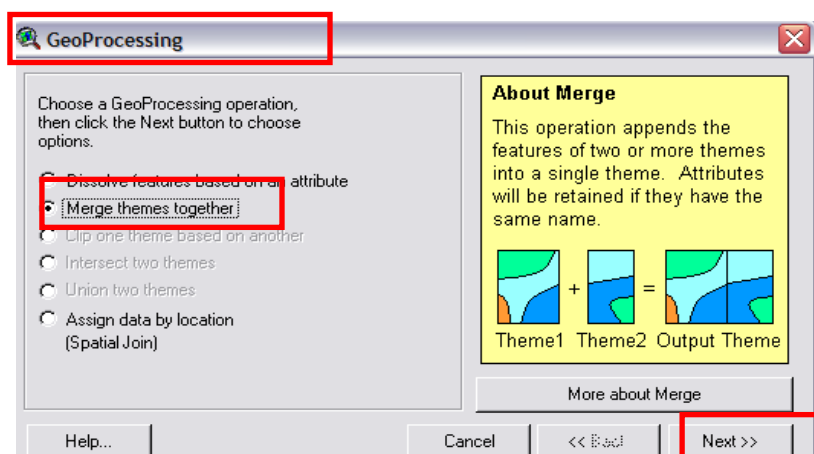 GeoProcessing
Choose a GeoProcessing operation,
then click the Next button to choose
options.
Dissolve features based on an attribute
Merge themes together
Clip one theme based on another
Intersect two themes
Union two themes
Assign data by location
(Spatial Join)
About Merge
This operation appends the
features of two or more themes
into a single theme.  Attributes
will be retained if they have the
same name.
+ =
Theme1 Theme2 Output Theme
More about Merge
Help... Cancel << Back Next >>